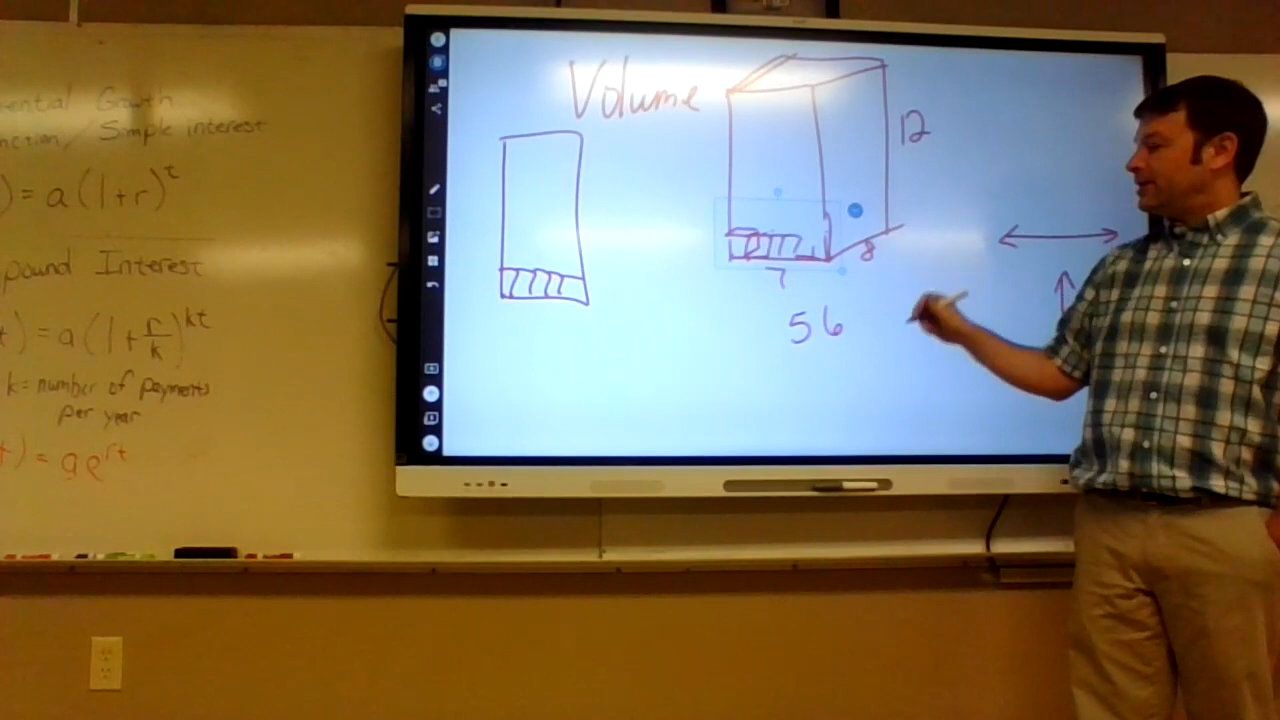 ential Growth
nction/ Simple interest
) = a(1+r)^t
pound Interest
t) = a(1+r/k)^kt
k = number of payments
per year
t) = ae^rt
Volume
12
8
7
56